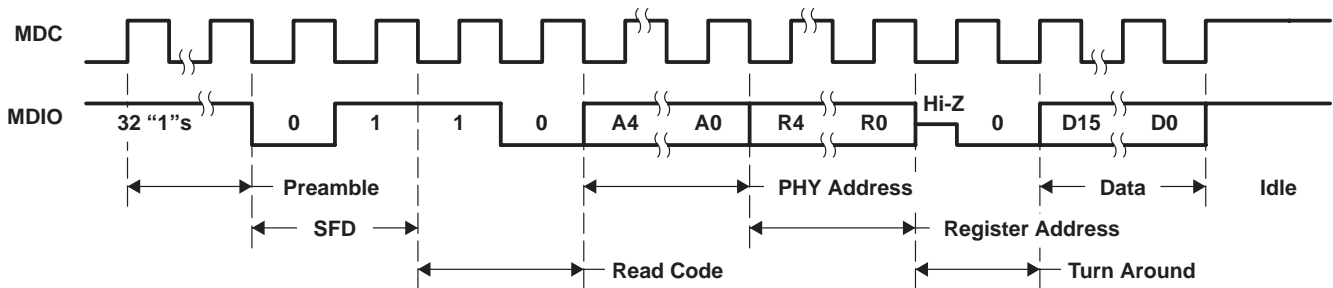 MDC
MDIO
32 “1”s 0 1 1 0 A4 A0 R4 R0 Hi-Z 0 D15 D0
Preamble PHY Address Data Idle
SFD Register Address
Read Code Turn Around